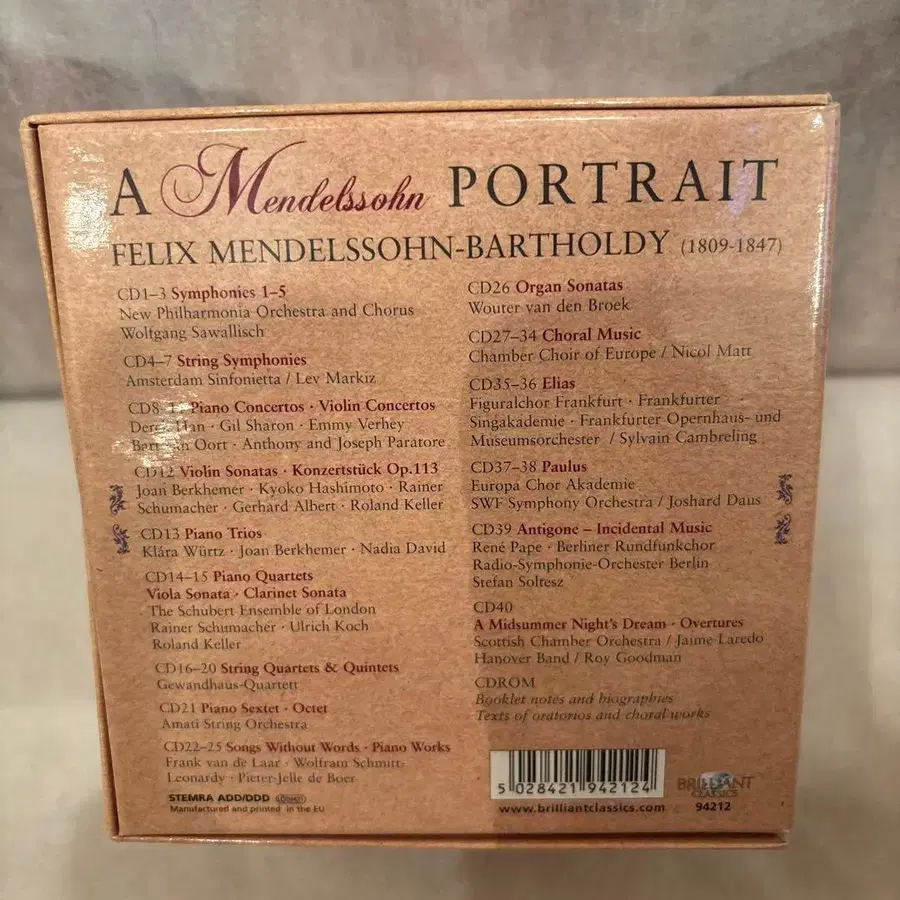 A Mendelssohn PORTRAIT
FELIX MENDELSSOHN-BARTHOLDY (1809-1847)
CD1–3 Symphonies 1–5
New Philharmonia Orchestra and Chorus
Wolfgang Sawallisch
CD4–7 String Symphonies
Amsterdam Sinfonietta / Lev Markiz
CD8 Piano Concertos · Violin Concertos
Han · Gil Sharon · Emmy Verhey
Oort · Anthony and Joseph Paratore
CD12 Violin Sonatas · Konzertstück Op.113
Joan Berkhemer · Kyoko Hashimoto · Rainer
Schumacher · Gerhard Albert · Roland Keller
CD13 Piano Trios
Klára Würtz · Joan Berkhemer · Nadia David
CD14–15 Piano Quartets
Viola Sonata · Clarinet Sonata
The Schubert Ensemble of London
Rainer Schumacher · Ulrich Koch
Roland Keller
CD16–20 String Quartets & Quintets
Gewandhaus-Quartett
CD21 Piano Sextet · Octet
Amati String Orchestra
CD22–25 Songs Without Words · Piano Works
Frank van de Laar · Wolfram Schmitt-
Leonardy · Pieter-Jelle de Boer
STEMRA ADD/DDD
Manufactured and printed in the EU
CD26 Organ Sonatas
Wouter van den Broek
CD27–34 Choral Music
Chamber Choir of Europe / Nicol Matt
CD35–36 Elias
Figuralchor Frankfurt · Frankfurter
Singakademie · Frankfurter Opernhaus- und
Museumsorchester / Sylvain Cambreling
CD37–38 Paulus
Europa Chor Akademie
SWF Symphony Orchestra / Joshard Daus
CD39 Antigone – Incidental Music
René Pape · Berliner Rundfunkchor
Radio-Symphonie-Orchester Berlin
Stefan Soltesz
CD40
A Midsummer Night's Dream · Overtures
Scottish Chamber Orchestra / Jaime Laredo
Hanover Band / Roy Goodman
CDROM
Booklet notes and biographies
Texts of oratorios and choral works
5 028421 942124
www.brilliantclassics.com
BRILLIANT
CLASSICS
94212